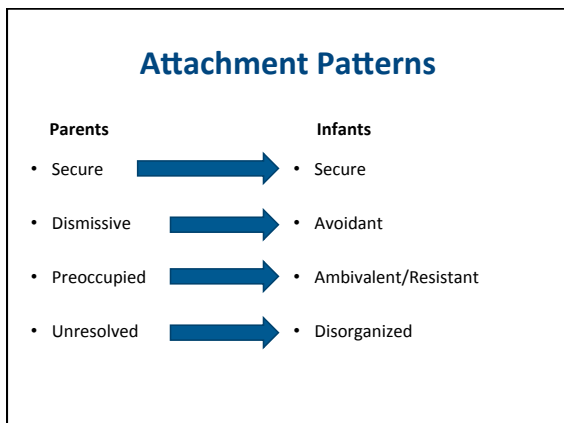 Attachment Patterns
Parents Infants
• Secure • Secure
• Dismissive • Avoidant
• Preoccupied • Ambivalent/Resistant
• Unresolved • Disorganized